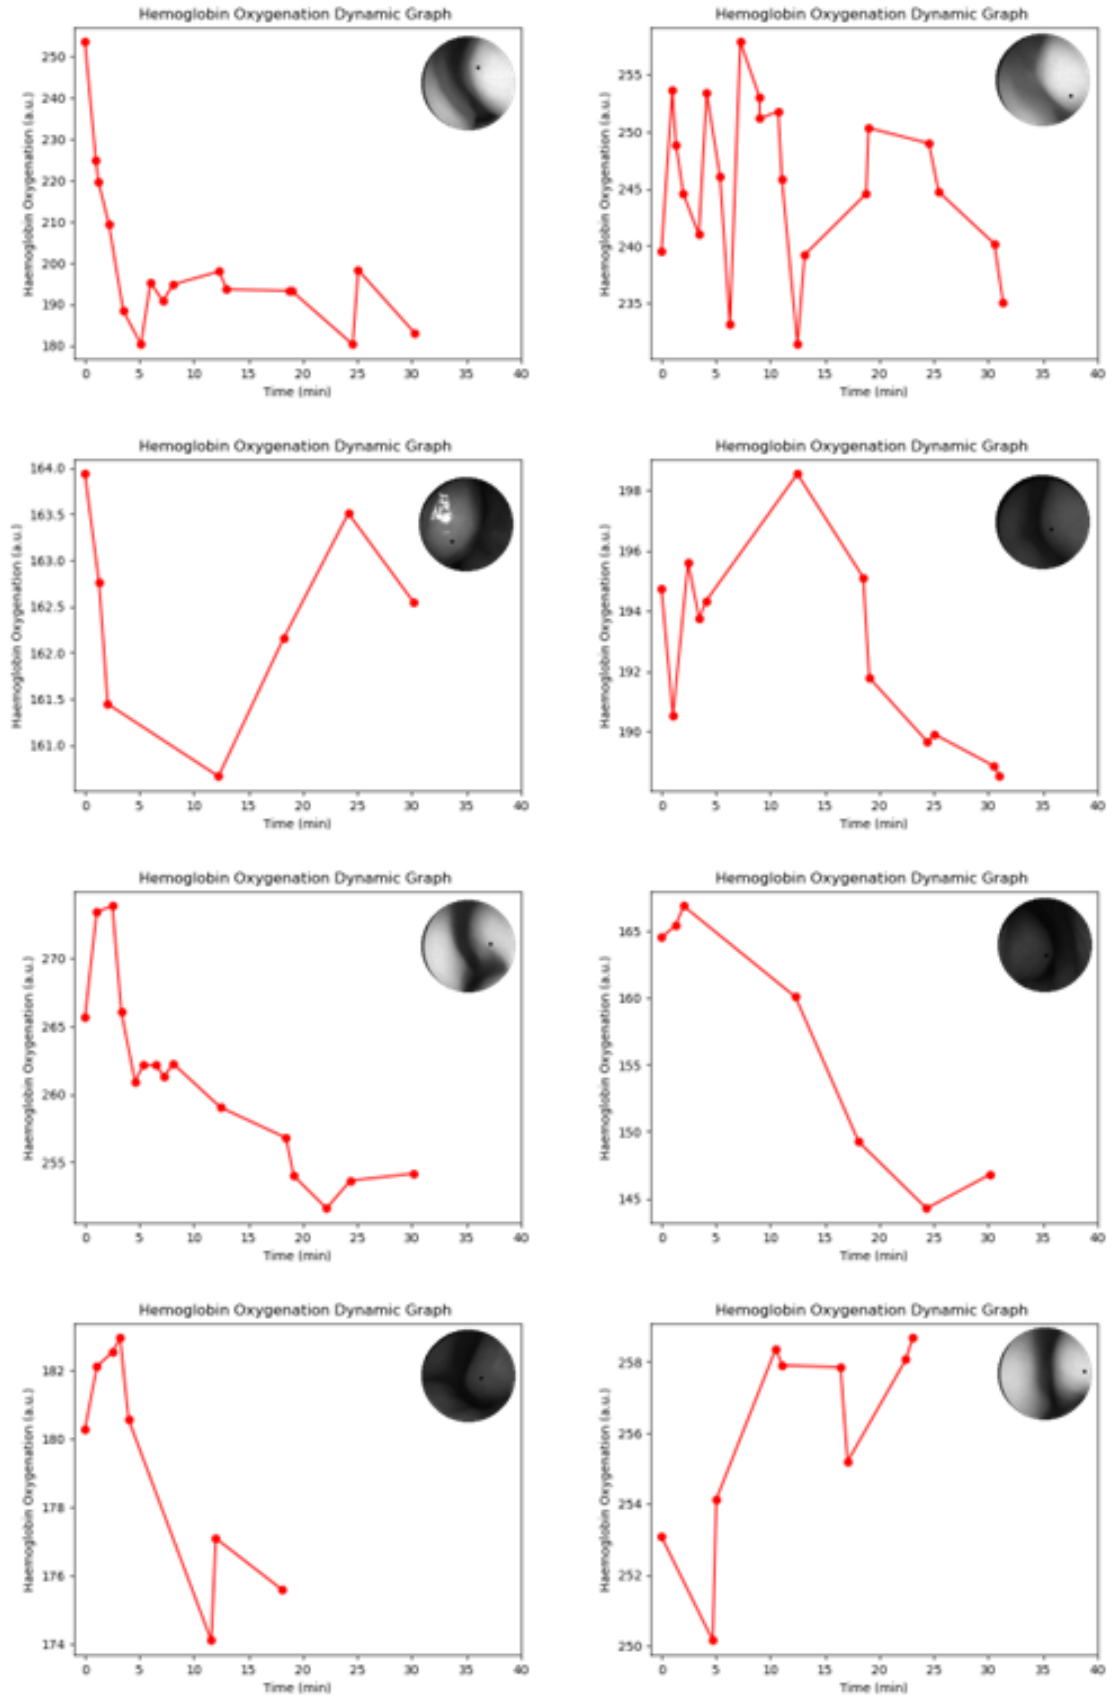 Hemoglobin Oxygenation Dynamic Graph
Haemoglobin Oxygenation (a.u.)
250
240
230
220
210
200
190
180
0 5 10 15 20 25 30 35 40
Time (min)
Hemoglobin Oxygenation Dynamic Graph
Haemoglobin Oxygenation (a.u.)
255
250
245
240
235
0 5 10 15 20 25 30 35 40
Time (min)
Hemoglobin Oxygenation Dynamic Graph
Haemoglobin Oxygenation (a.u.)
164.0
163.5
163.0
162.5
162.0
161.5
161.0
0 5 10 15 20 25 30 35 40
Time (min)
Hemoglobin Oxygenation Dynamic Graph
Haemoglobin Oxygenation (a.u.)
198
196
194
192
190
0 5 10 15 20 25 30 35 40
Time (min)
Hemoglobin Oxygenation Dynamic Graph
Haemoglobin Oxygenation (a.u.)
270
265
260
255
0 5 10 15 20 25 30 35 40
Time (min)
Hemoglobin Oxygenation Dynamic Graph
Haemoglobin Oxygenation (a.u.)
165
160
155
150
145
0 5 10 15 20 25 30 35 40
Time (min)
Hemoglobin Oxygenation Dynamic Graph
Haemoglobin Oxygenation (a.u.)
182
180
178
176
174
0 5 10 15 20 25 30 35 40
Time (min)
Hemoglobin Oxygenation Dynamic Graph
Haemoglobin Oxygenation (a.u.)
258
256
254
252
250
0 5 10 15 20 25 30 35 40
Time (min)